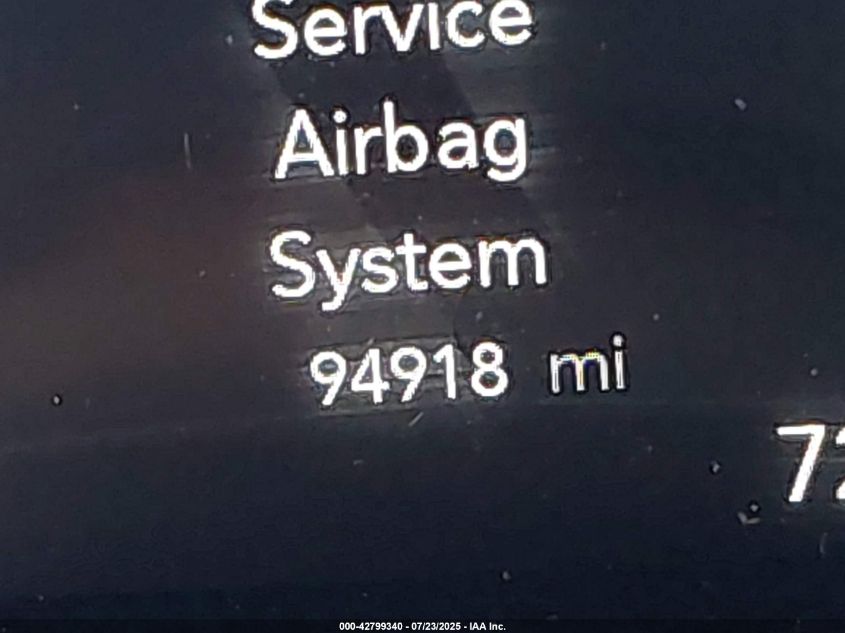 Service
Airbag
System
94918 mi
000-42799340 - 07/23/2025 - IAA Inc.